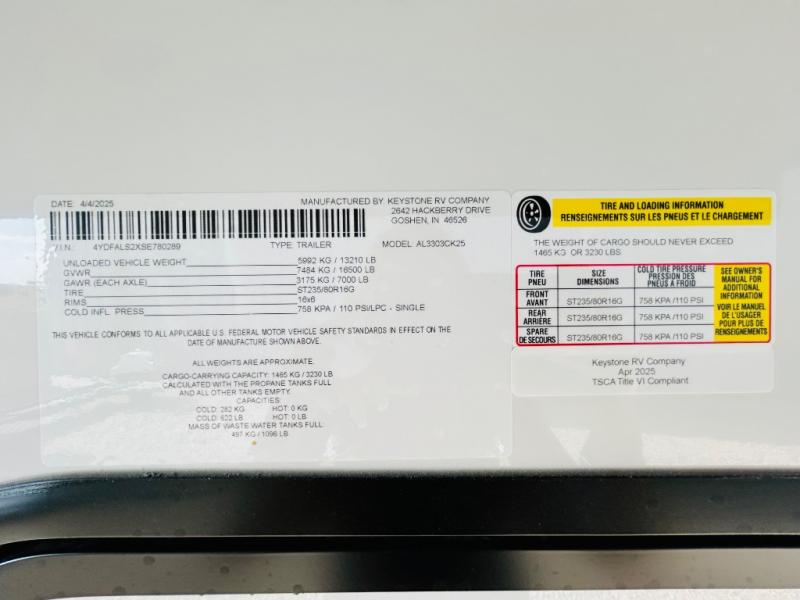 DATE: 4/4/2025
MANUFACTURED BY: KEYSTONE RV COMPANY
2642 HACKBERRY DRIVE
GOSHEN, IN 46526
V.I.N.: 4YDFALS2XSE780289 TYPE: TRAILER MODEL: AL3303CK25
UNLOADED VEHICLE WEIGHT 5992 KG / 13210 LB
GVWR 7484 KG / 16500 LB
GAWR (EACH AXLE) 3175 KG / 7000 LB
TIRE ST235/80R16G
RIMS 16x6
COLD INFL. PRESS 758 KPA / 110 PSI/LPC - SINGLE
THIS VEHICLE CONFORMS TO ALL APPLICABLE U.S. FEDERAL MOTOR VEHICLE SAFETY STANDARDS IN EFFECT ON THE
DATE OF MANUFACTURE SHOWN ABOVE.
ALL WEIGHTS ARE APPROXIMATE.
CARGO-CARRYING CAPACITY: 1465 KG / 3230 LB
CALCULATED WITH THE PROPANE TANKS FULL
AND ALL OTHER TANKS EMPTY.
CAPACITIES:
COLD: 282 KG HOT: 0 KG
COLD: 622 LB HOT: 0 LB
MASS OF WASTE WATER TANKS FULL:
497 KG / 1096 LB
TIRE AND LOADING INFORMATION
RENSEIGNEMENTS SUR LES PNEUS ET LE CHARGEMENT
THE WEIGHT OF CARGO SHOULD NEVER EXCEED
1465 KG OR 3230 LBS
TIRE
PNEU
SIZE
DIMENSIONS
COLD TIRE PRESSURE
PRESSION DES
PNEUS A FROID
FRONT
AVANT
ST235/80R16G 758 KPA /110 PSI
REAR
ARRIERE
ST235/80R16G 758 KPA /110 PSI
SPARE
DE SECOURS
ST235/80R16G 758 KPA /110 PSI
SEE OWNER'S
MANUAL FOR
ADDITIONAL
INFORMATION
VOIR LE MANUEL
DE L'USAGER
POUR PLUS DE
RENSEIGNEMENTS
Keystone RV Company
Apr 2025
TSCA Title VI Compliant